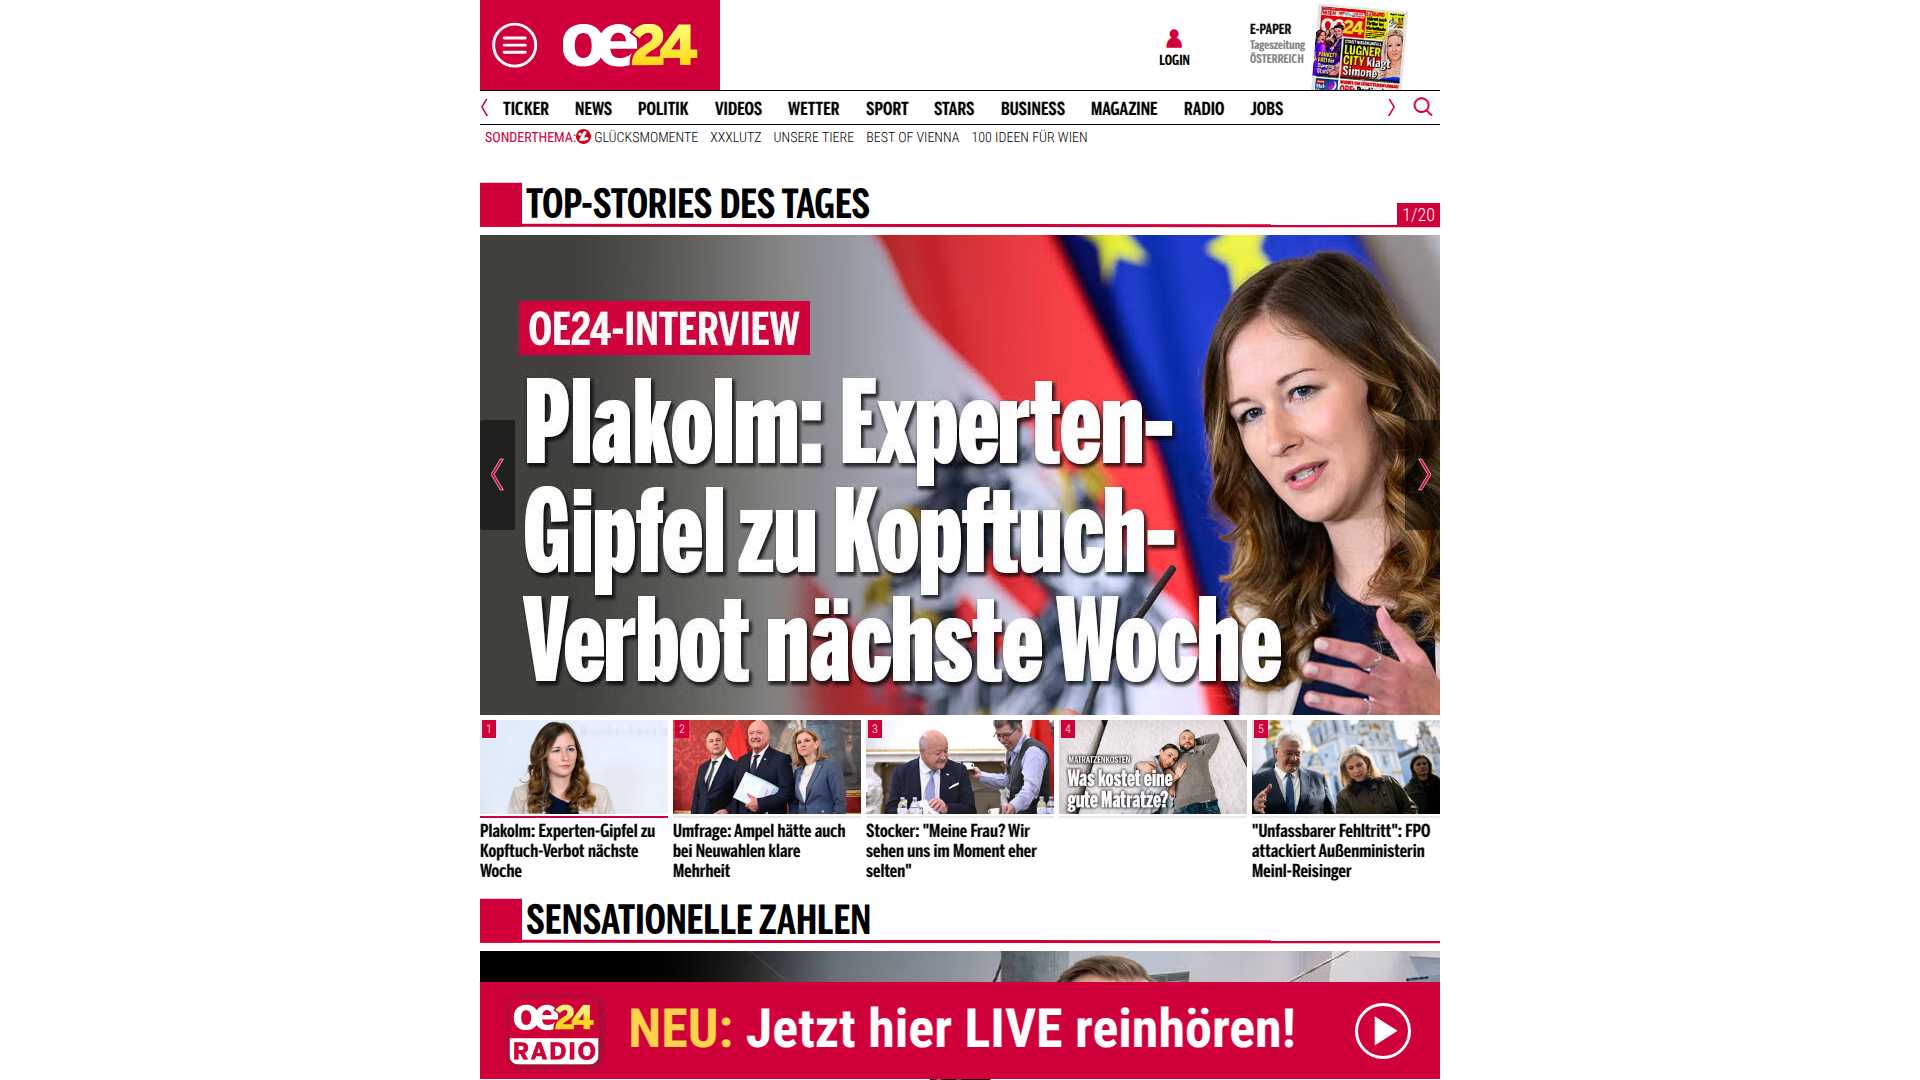 oe24
LOGIN
E-PAPER
Tageszeitung
ÖSTERREICH
oe24
LUGNER
CITY klagt
Simone
TICKER NEWS POLITIK VIDEOS WETTER SPORT STARS BUSINESS MAGAZINE RADIO JOBS
SONDERTHEMA: GLÜCKSMOMENTE XXXLUTZ UNSERE TIERE BEST OF VIENNA 100 IDEEN FÜR WIEN
TOP-STORIES DES TAGES
1/20
OE24-INTERVIEW
Plakolm: Experten-
Gipfel zu Kopftuch-
Verbot nächste Woche
1
Plakolm: Experten-Gipfel zu
Kopftuch-Verbot nächste
Woche
2
Umfrage: Ampel hätte auch
bei Neuwahlen klare
Mehrheit
3
Stocker: "Meine Frau? Wir
sehen uns im Moment eher
selten"
4
MATRATZENKOSTEN
Was kostet eine
gute Matratze?
5
"Unfassbarer Fehltritt": FPÖ
attackiert Außenministerin
Meinl-Reisinger
SENSATIONELLE ZAHLEN
oe24
RADIO
NEU: Jetzt hier LIVE reinhören!